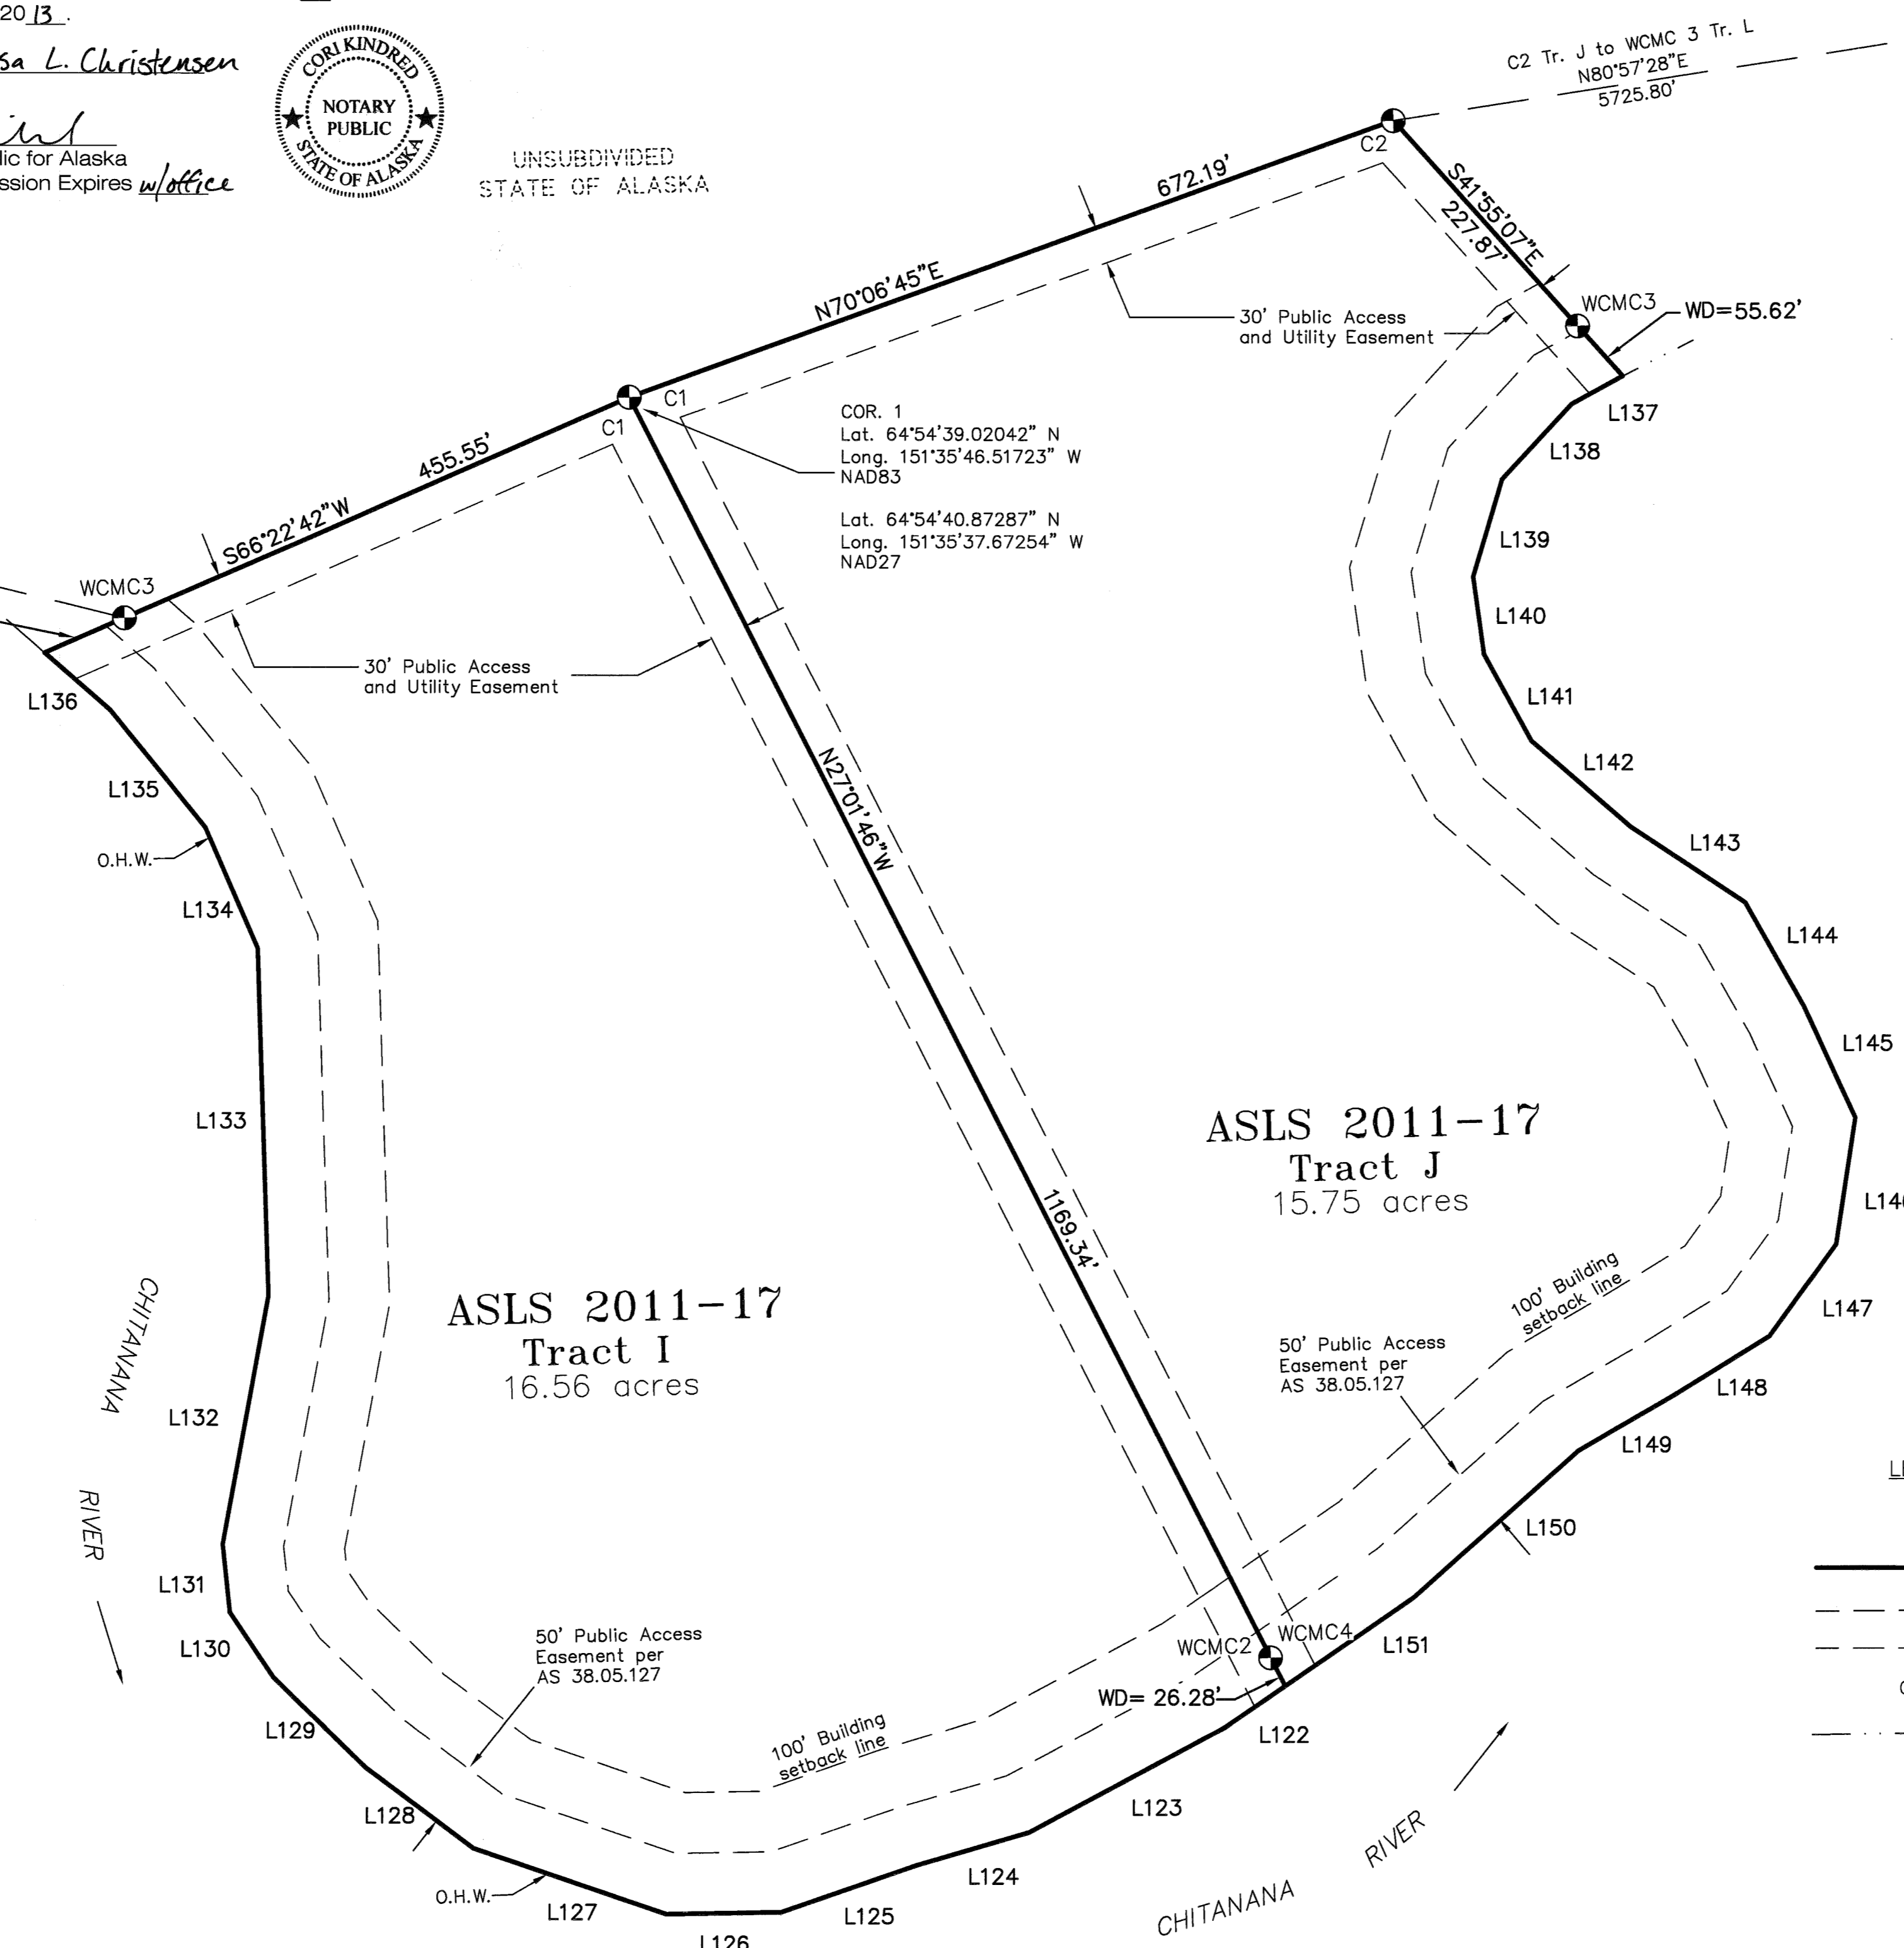 20 13.
sa L. Christensen
lic for Alaska
ssion Expires w/office
CORI KINDRED
NOTARY
PUBLIC
STATE OF ALASKA
UNSUBDIVIDED
STATE OF ALASKA
C2 Tr. J to WCMC 3 Tr. L
N80°57'28"E
5725.80'
C2
672.19'
S41°55'07"E
227.87'
N70°06'45"E
WCMC3
WD=55.62'
30' Public Access
and Utility Easement
L137
C1
C1
COR. 1
Lat. 64°54'39.02042" N
Long. 151°35'46.51723" W
NAD83
Lat. 64°54'40.87287" N
Long. 151°35'37.67254" W
NAD27
455.55'
S66°22'42"W
L138
L139
WCMC3
L140
30' Public Access
and Utility Easement
L136
L141
L142
L135
N27°01'46"W
L143
O.H.W.
L134
L144
L145
L133
ASLS 2011-17
Tract J
15.75 acres
1169.34'
L146
CHITANANA
RIVER
ASLS 2011-17
Tract I
16.56 acres
100' Building
setback line
L147
50' Public Access
Easement per
AS 38.05.127
L148
L132
L149
L150
L131
L130
50' Public Access
Easement per
AS 38.05.127
WCMC2
WCMC4
L151
WD= 26.28'
L122
L129
100' Building
setback line
L128
L123
RIVER
CHITANANA
L124
O.H.W.
L127
L125
L126